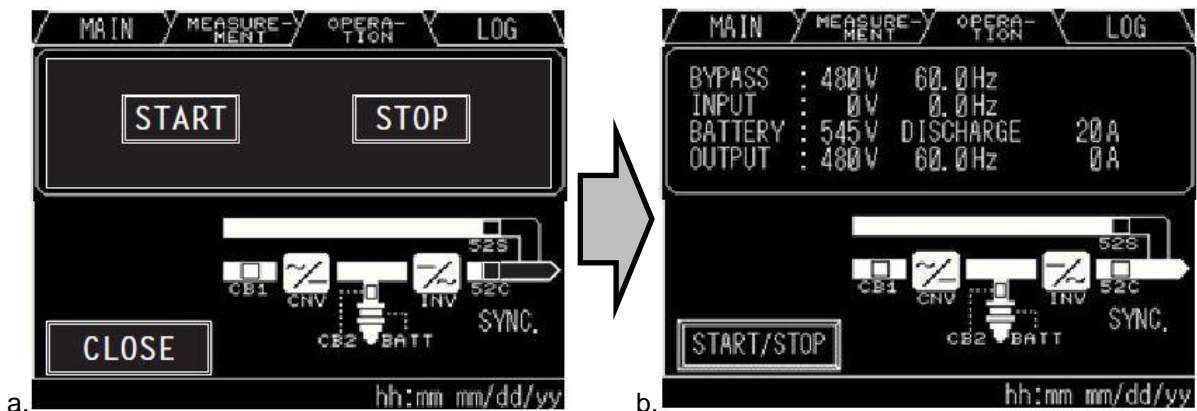 MAIN MEASURE-MENT OPERA-TION LOG
START STOP
52S
CB1 CNV INV 52C
CB2 BATT SYNC.
CLOSE
hh:mm mm/dd/yy
a.
MAIN MEASURE-MENT OPERA-TION LOG
BYPASS : 480V 60.0Hz
INPUT : 0V 0.0Hz
BATTERY : 545V DISCHARGE 20A
OUTPUT : 480V 60.0Hz 0A
52S
CB1 CNV INV 52C
CB2 BATT SYNC.
START/STOP
hh:mm mm/dd/yy
b.